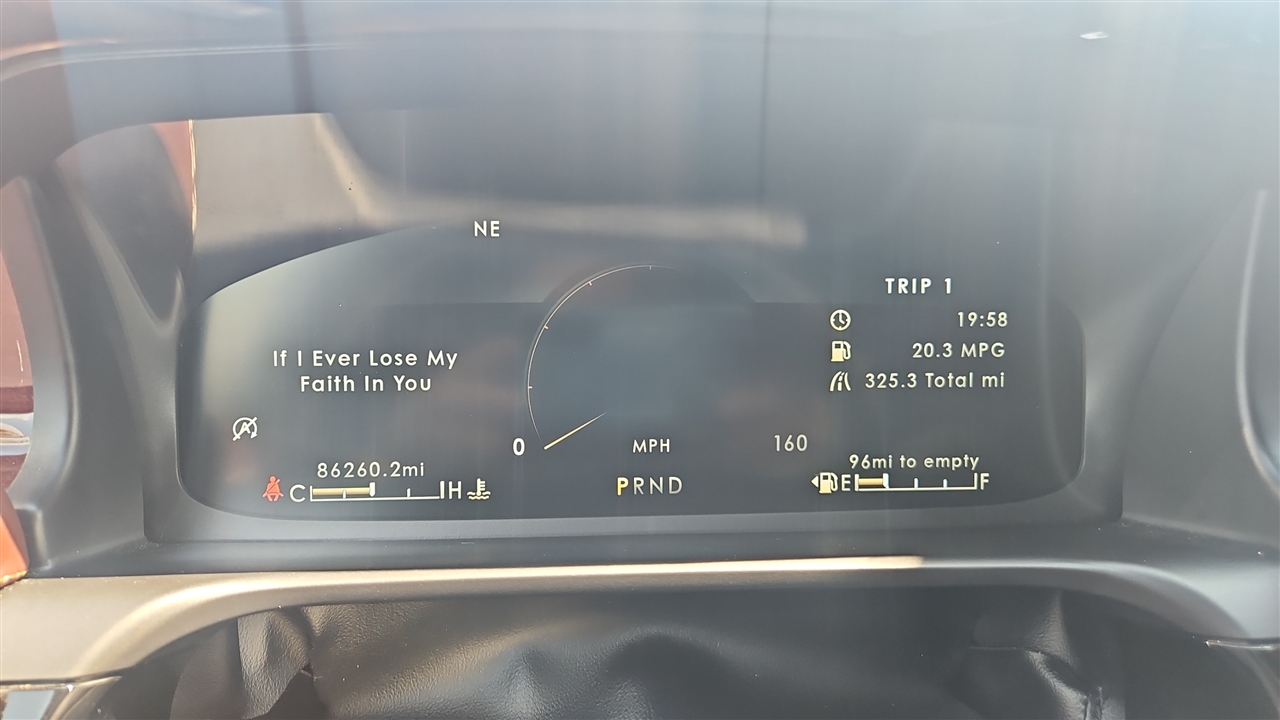 NE
TRIP 1
19:58
20.3 MPG
325.3 Total mi
If I Ever Lose My
Faith In You
A
0
MPH
160
86260.2mi
96mi to empty
C H
PRND
E F